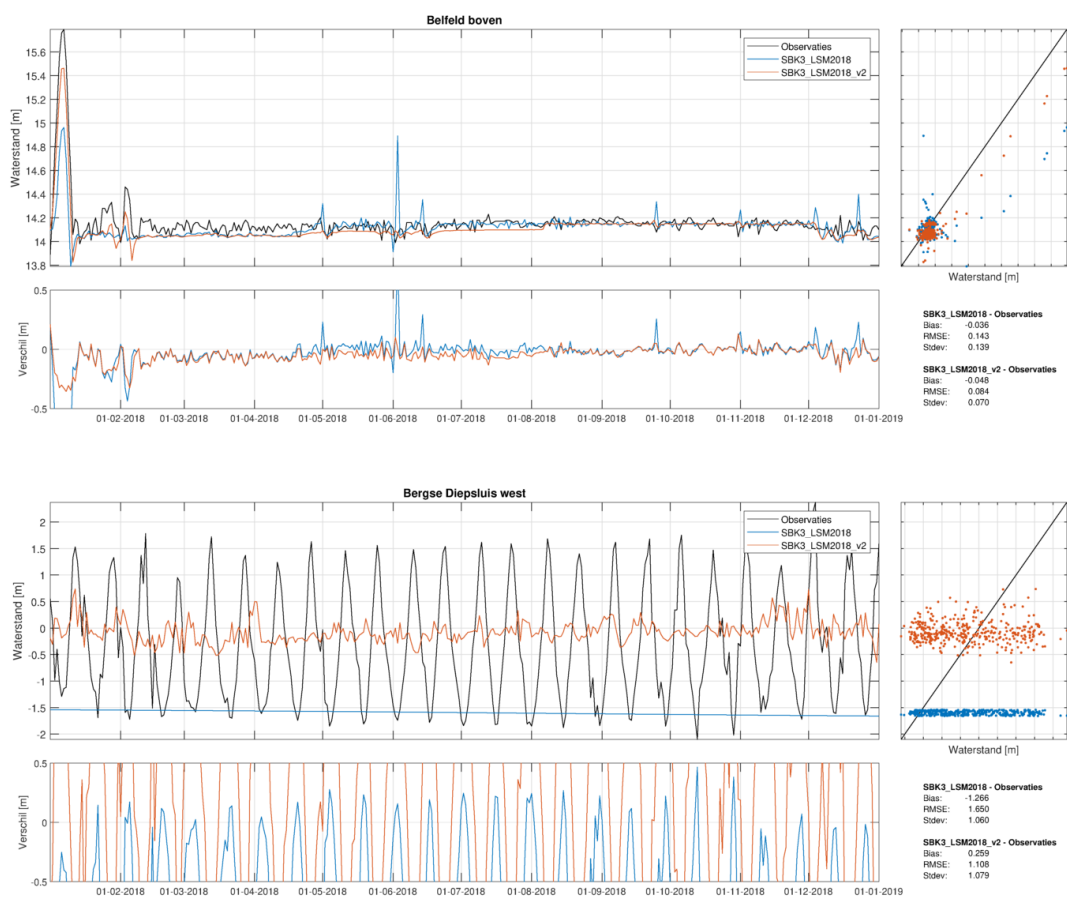 Belfeld boven
Waterstand [m]
15.6
15.4
15.2
15
14.8
14.6
14.4
14.2
14
13.8
Observaties
SBK3_LSM2018
SBK3_LSM2018_v2
Waterstand [m]
Verschil [m]
0.5
0
-0.5
01-02-2018 01-03-2018 01-04-2018 01-05-2018 01-06-2018 01-07-2018 01-08-2018 01-09-2018 01-10-2018 01-11-2018 01-12-2018 01-01-2019
SBK3_LSM2018 - Observaties
Bias: -0.036
RMSE: 0.143
Stdev: 0.139
SBK3_LSM2018_v2 - Observaties
Bias: -0.048
RMSE: 0.084
Stdev: 0.070
Bergse Diepsluis west
Waterstand [m]
2
1.5
1
0.5
0
-0.5
-1
-1.5
-2
Observaties
SBK3_LSM2018
SBK3_LSM2018_v2
Waterstand [m]
Verschil [m]
0.5
0
-0.5
01-02-2018 01-03-2018 01-04-2018 01-05-2018 01-06-2018 01-07-2018 01-08-2018 01-09-2018 01-10-2018 01-11-2018 01-12-2018 01-01-2019
SBK3_LSM2018 - Observaties
Bias: -1.266
RMSE: 1.650
Stdev: 1.060
SBK3_LSM2018_v2 - Observaties
Bias: 0.259
RMSE: 1.108
Stdev: 1.079